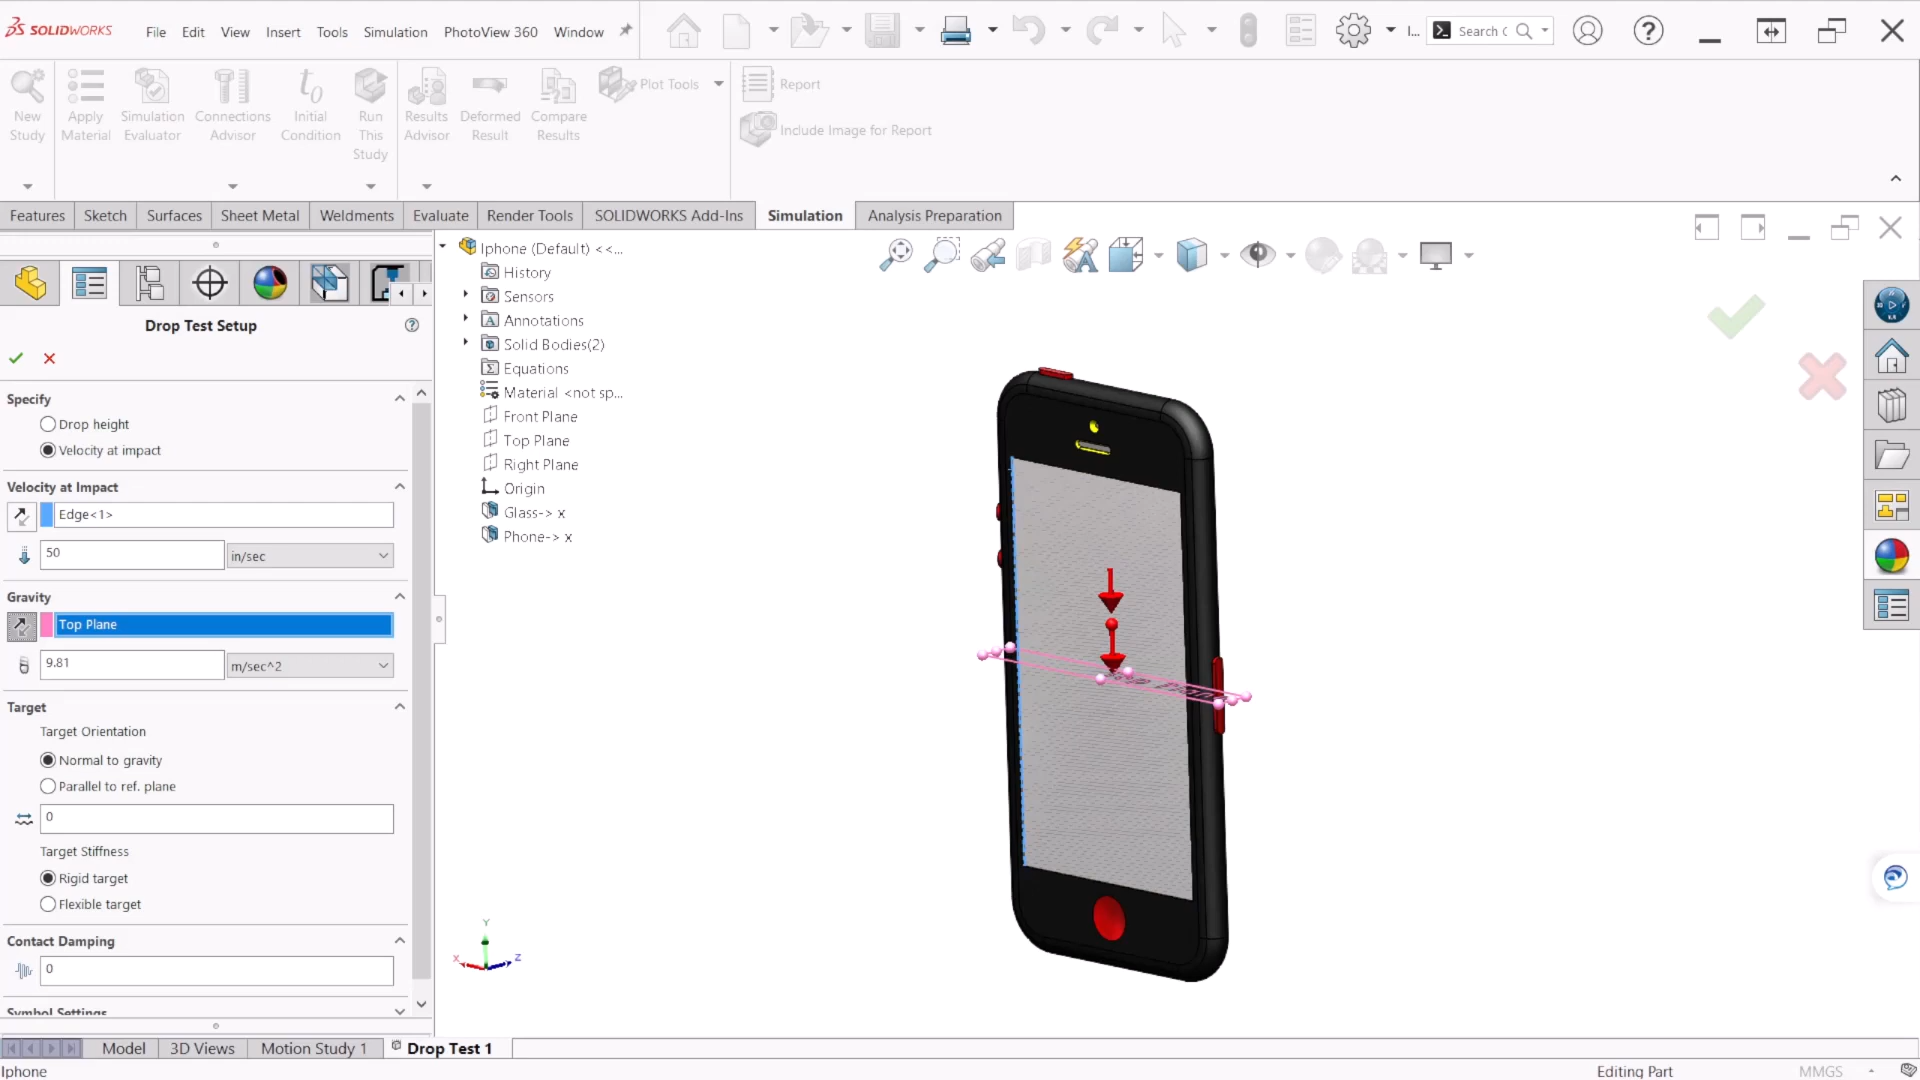 SOLIDWORKS
File Edit View Insert Tools Simulation PhotoView 360 Window
I... Search C
New Study
Apply Material
Simulation Evaluator
Connections Advisor
Initial Condition
Run This Study
Results Advisor
Deformed Result
Compare Results
Plot Tools
Report
Include Image for Report
Features Sketch Surfaces Sheet Metal Weldments Evaluate Render Tools SOLIDWORKS Add-Ins Simulation Analysis Preparation
Drop Test Setup
Specify
Drop height
Velocity at impact
Velocity at Impact
Edge<1>
50 in/sec
Gravity
Top Plane
9.81 m/sec^2
Target
Target Orientation
Normal to gravity
Parallel to ref. plane
0
Target Stiffness
Rigid target
Flexible target
Contact Damping
0
Symbol Settings
Iphone (Default) <<...
History
Sensors
Annotations
Solid Bodies(2)
Equations
Material <not sp...
Front Plane
Top Plane
Right Plane
Origin
Glass-> x
Phone-> x
Y
X
Z
Model 3D Views Motion Study 1 Drop Test 1
Iphone Editing Part MMGS